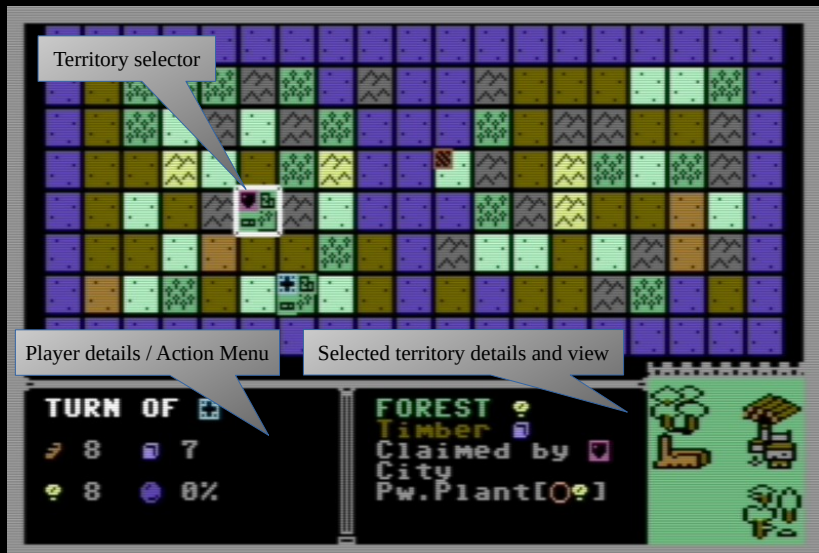 Territory selector
Player details / Action Menu
Selected territory details and view
TURN OF
8 7
8 0%
FOREST
Timber
Claimed by
City
Pw.Plant[ ]